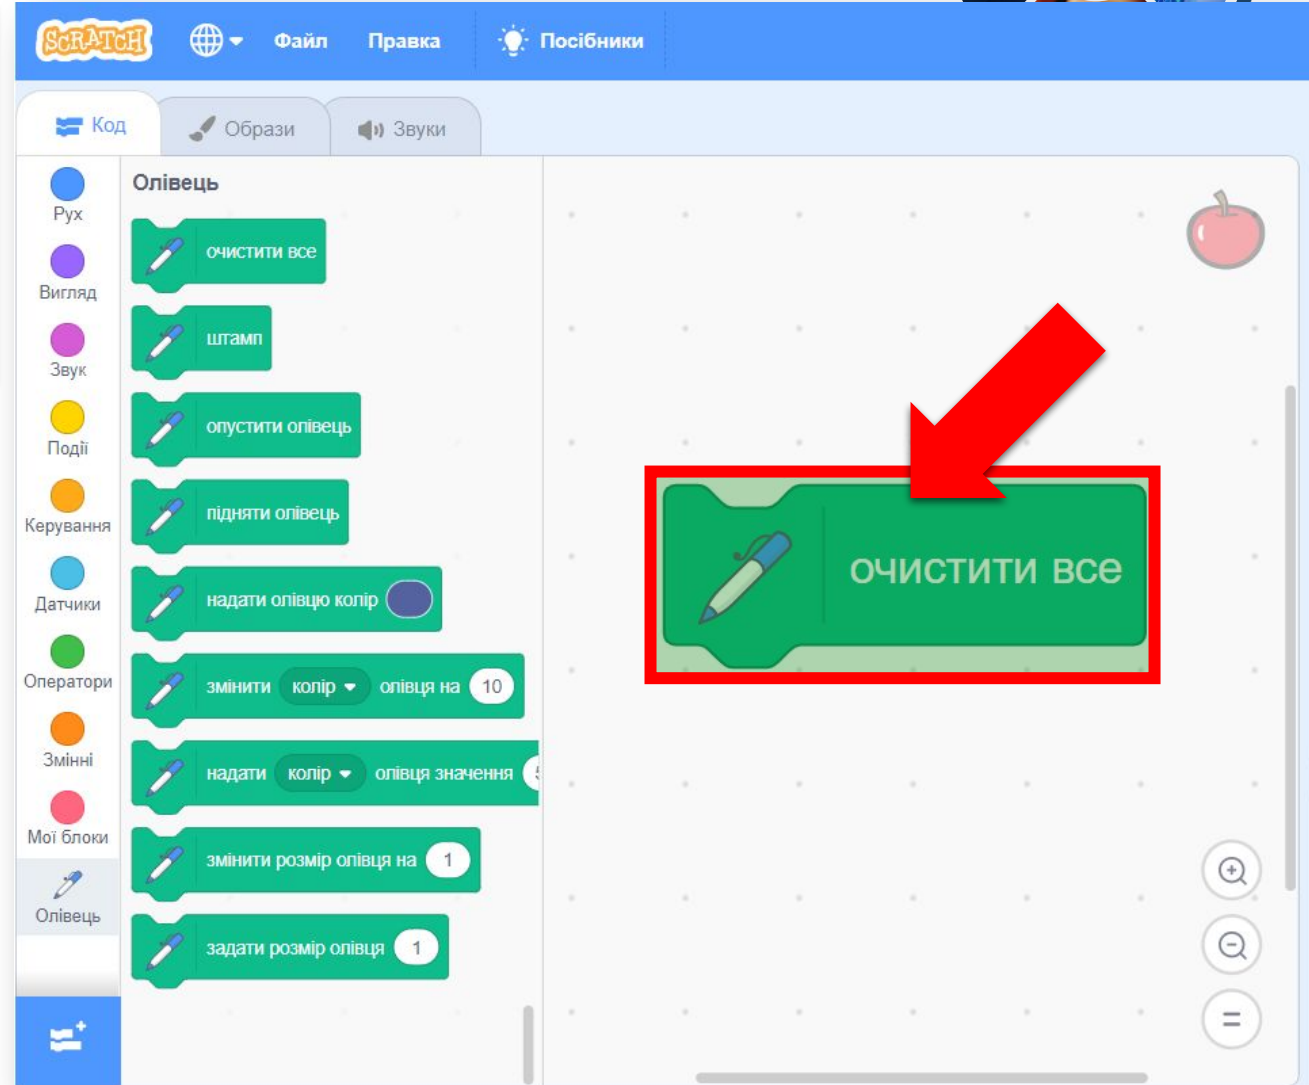 SCRATCH
Файл
Правка
Посібники
Код
Образи
Звуки
Рух
Вигляд
Звук
Події
Керування
Датчики
Оператори
Змінні
Мої блоки
Олівець
Олівець
очистити все
штамп
опустити олівець
підняти олівець
надати олівцю колір
змінити колір олівця на 10
надати колір олівця значення
змінити розмір олівця на 1
задати розмір олівця 1
очистити все